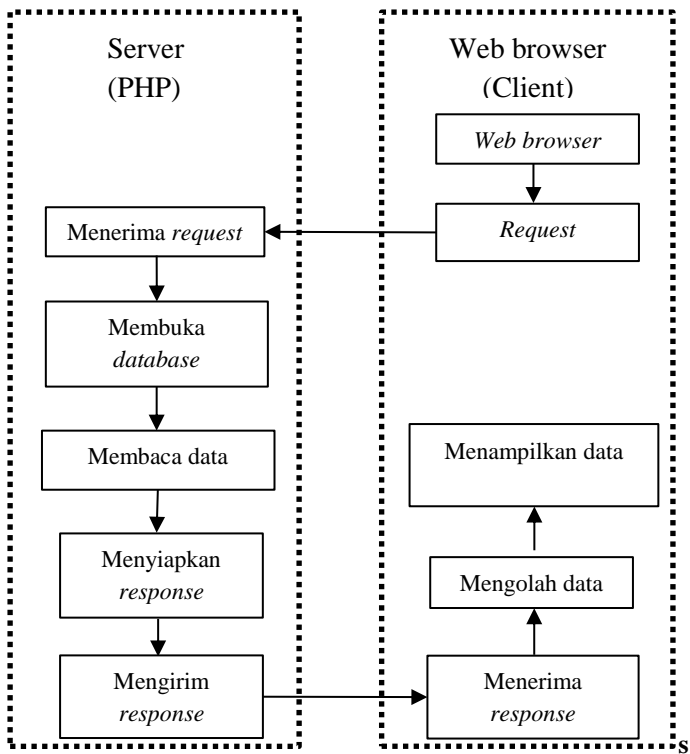 Server
(PHP)
Web browser
(Client)
Web browser
Request
Menerima request
Membuka
database
Membaca data
Menyiapkan
response
Mengirim
response
Menerima
response
Mengolah data
Menampilkan data
s